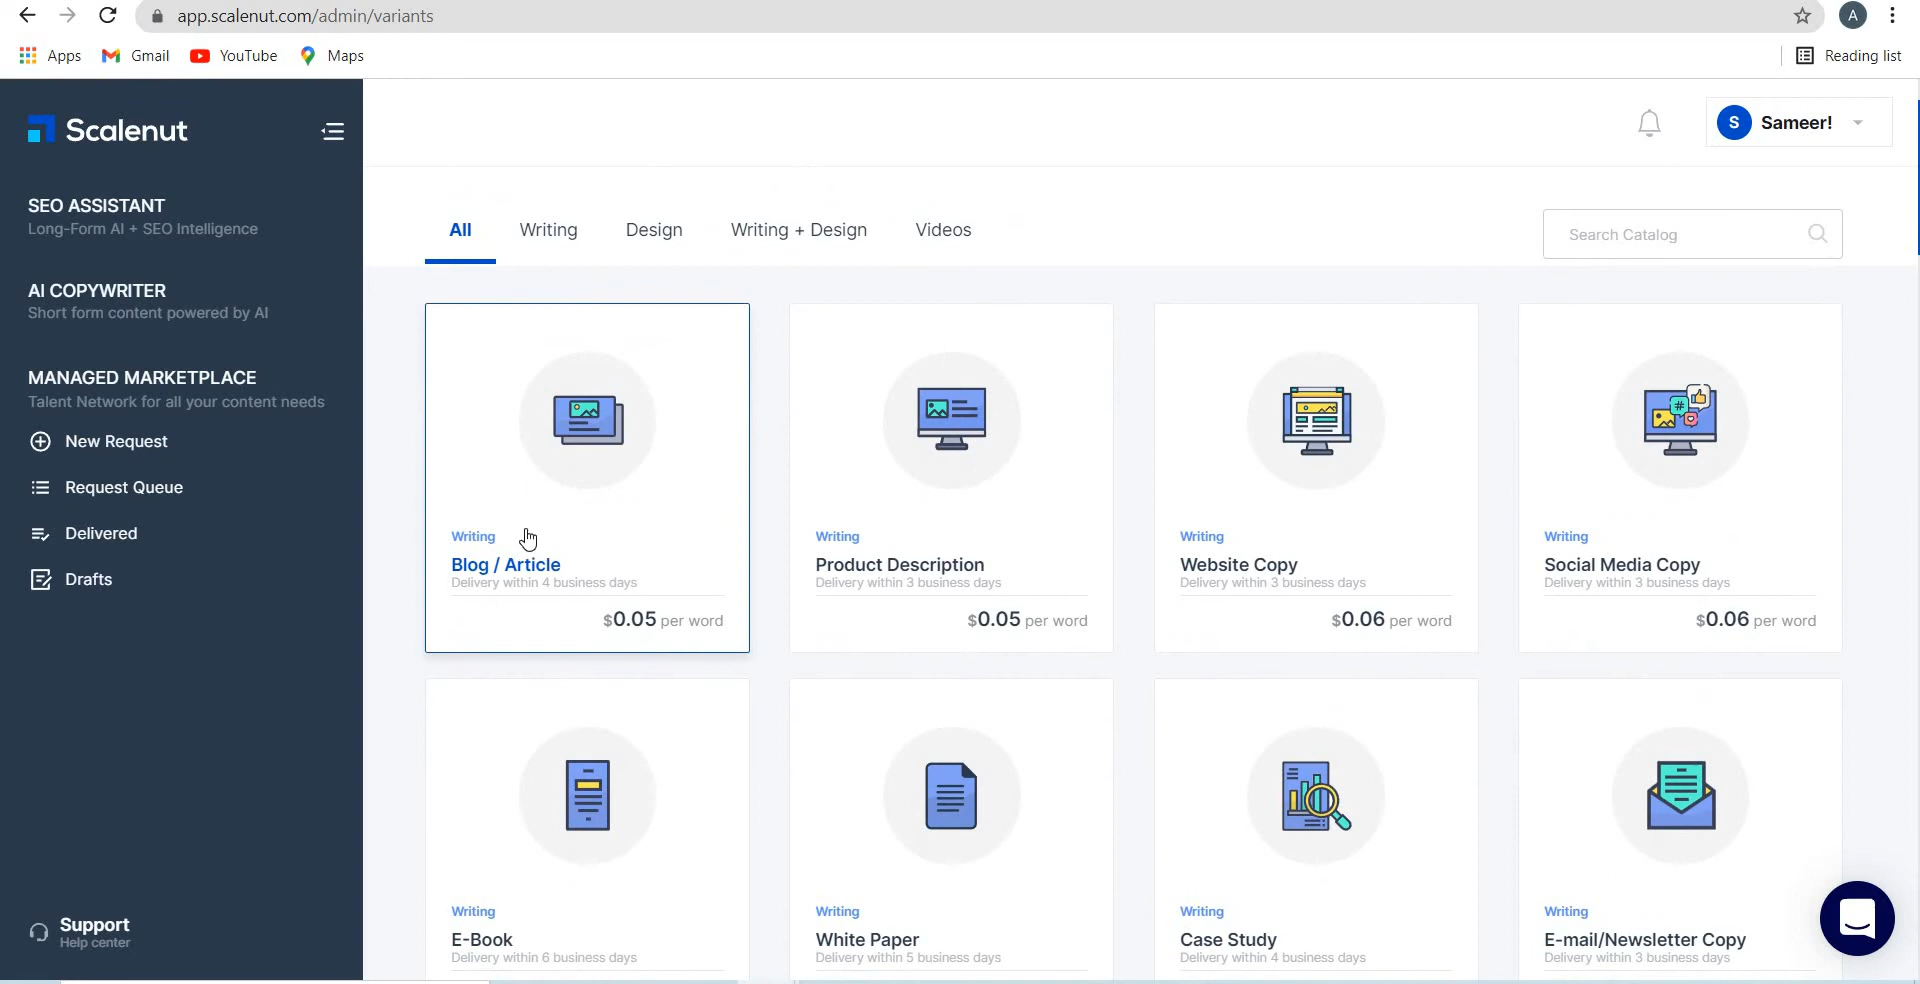 app.scalenut.com/admin/variants
A
Apps Gmail YouTube Maps
Reading list
Scalenut
S Sameer!
SEO ASSISTANT
Long-Form AI + SEO Intelligence
AI COPYWRITER
Short form content powered by AI
MANAGED MARKETPLACE
Talent Network for all your content needs
New Request
Request Queue
Delivered
Drafts
Support
Help center
All Writing Design Writing + Design Videos
Search Catalog
Writing
Blog / Article
Delivery within 4 business days
$0.05 per word
Writing
Product Description
Delivery within 3 business days
$0.05 per word
Writing
Website Copy
Delivery within 3 business days
$0.06 per word
#
Writing
Social Media Copy
Delivery within 3 business days
$0.06 per word
Writing
E-Book
Delivery within 6 business days
Writing
White Paper
Delivery within 5 business days
Writing
Case Study
Delivery within 4 business days
Writing
E-mail/Newsletter Copy
Delivery within 3 business days